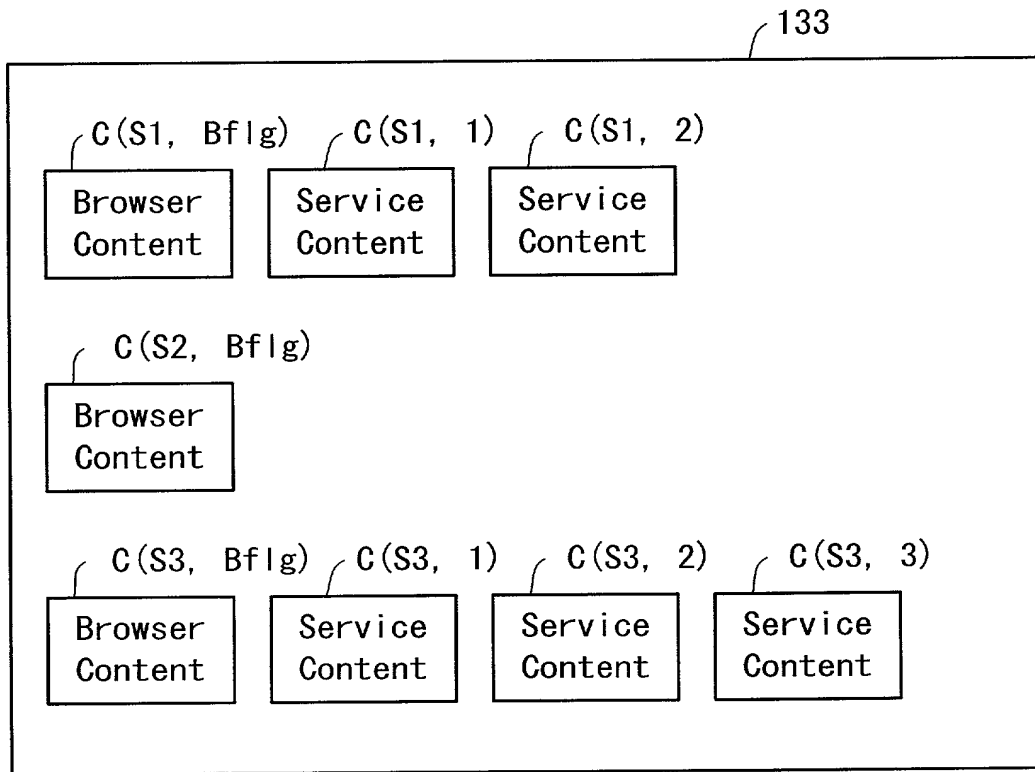 133
C(S1, Bflg) C(S1, 1) C(S1, 2)
Browser Service Service
Content Content Content
C(S2, Bflg)
Browser
Content
C(S3, Bflg) C(S3, 1) C(S3, 2) C(S3, 3)
Browser Service Service Service
Content Content Content Content